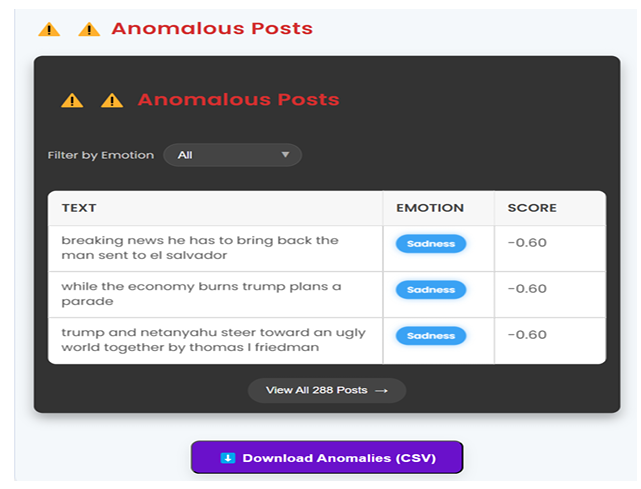 Anomalous Posts
Anomalous Posts
Filter by Emotion All
TEXT EMOTION SCORE
breaking news he has to bring back the
man sent to el salvador
Sadness -0.60
while the economy burns trump plans a
parade
Sadness -0.60
trump and netanyahu steer toward an ugly
world together by thomas l friedman
Sadness -0.60
View All 288 Posts →
Download Anomalies (CSV)